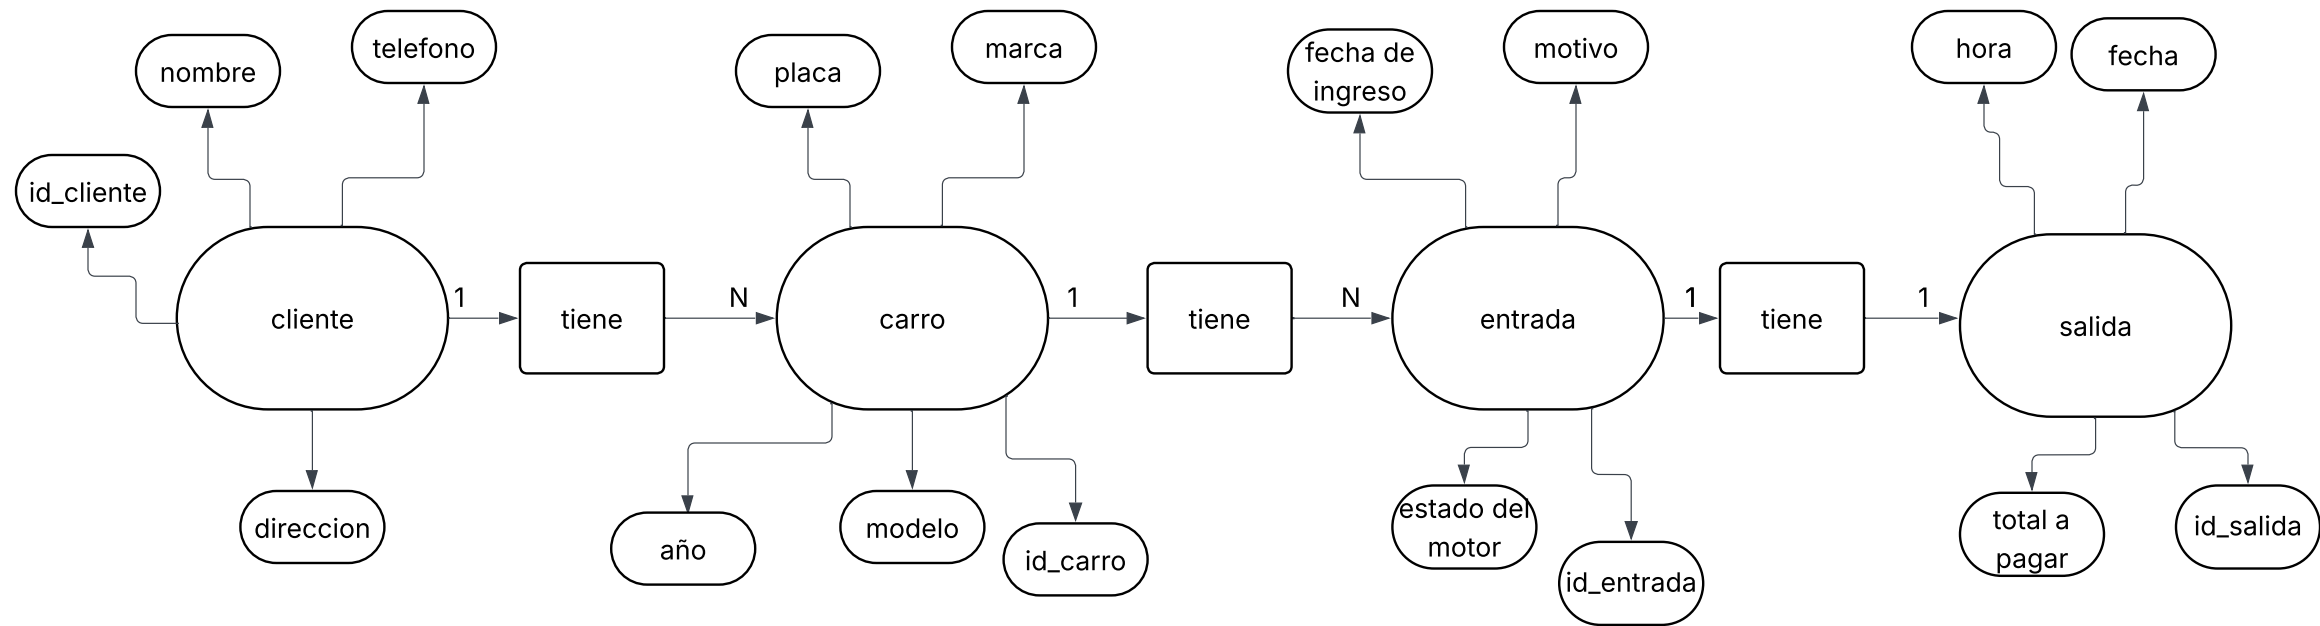 nombre
telefono
id_cliente
cliente
direccion
1
tiene
N
placa
marca
carro
año
modelo
id_carro
1
tiene
N
fecha de
ingreso
motivo
entrada
estado del
motor
id_entrada
1
tiene
1
hora
fecha
salida
total a
pagar
id_salida